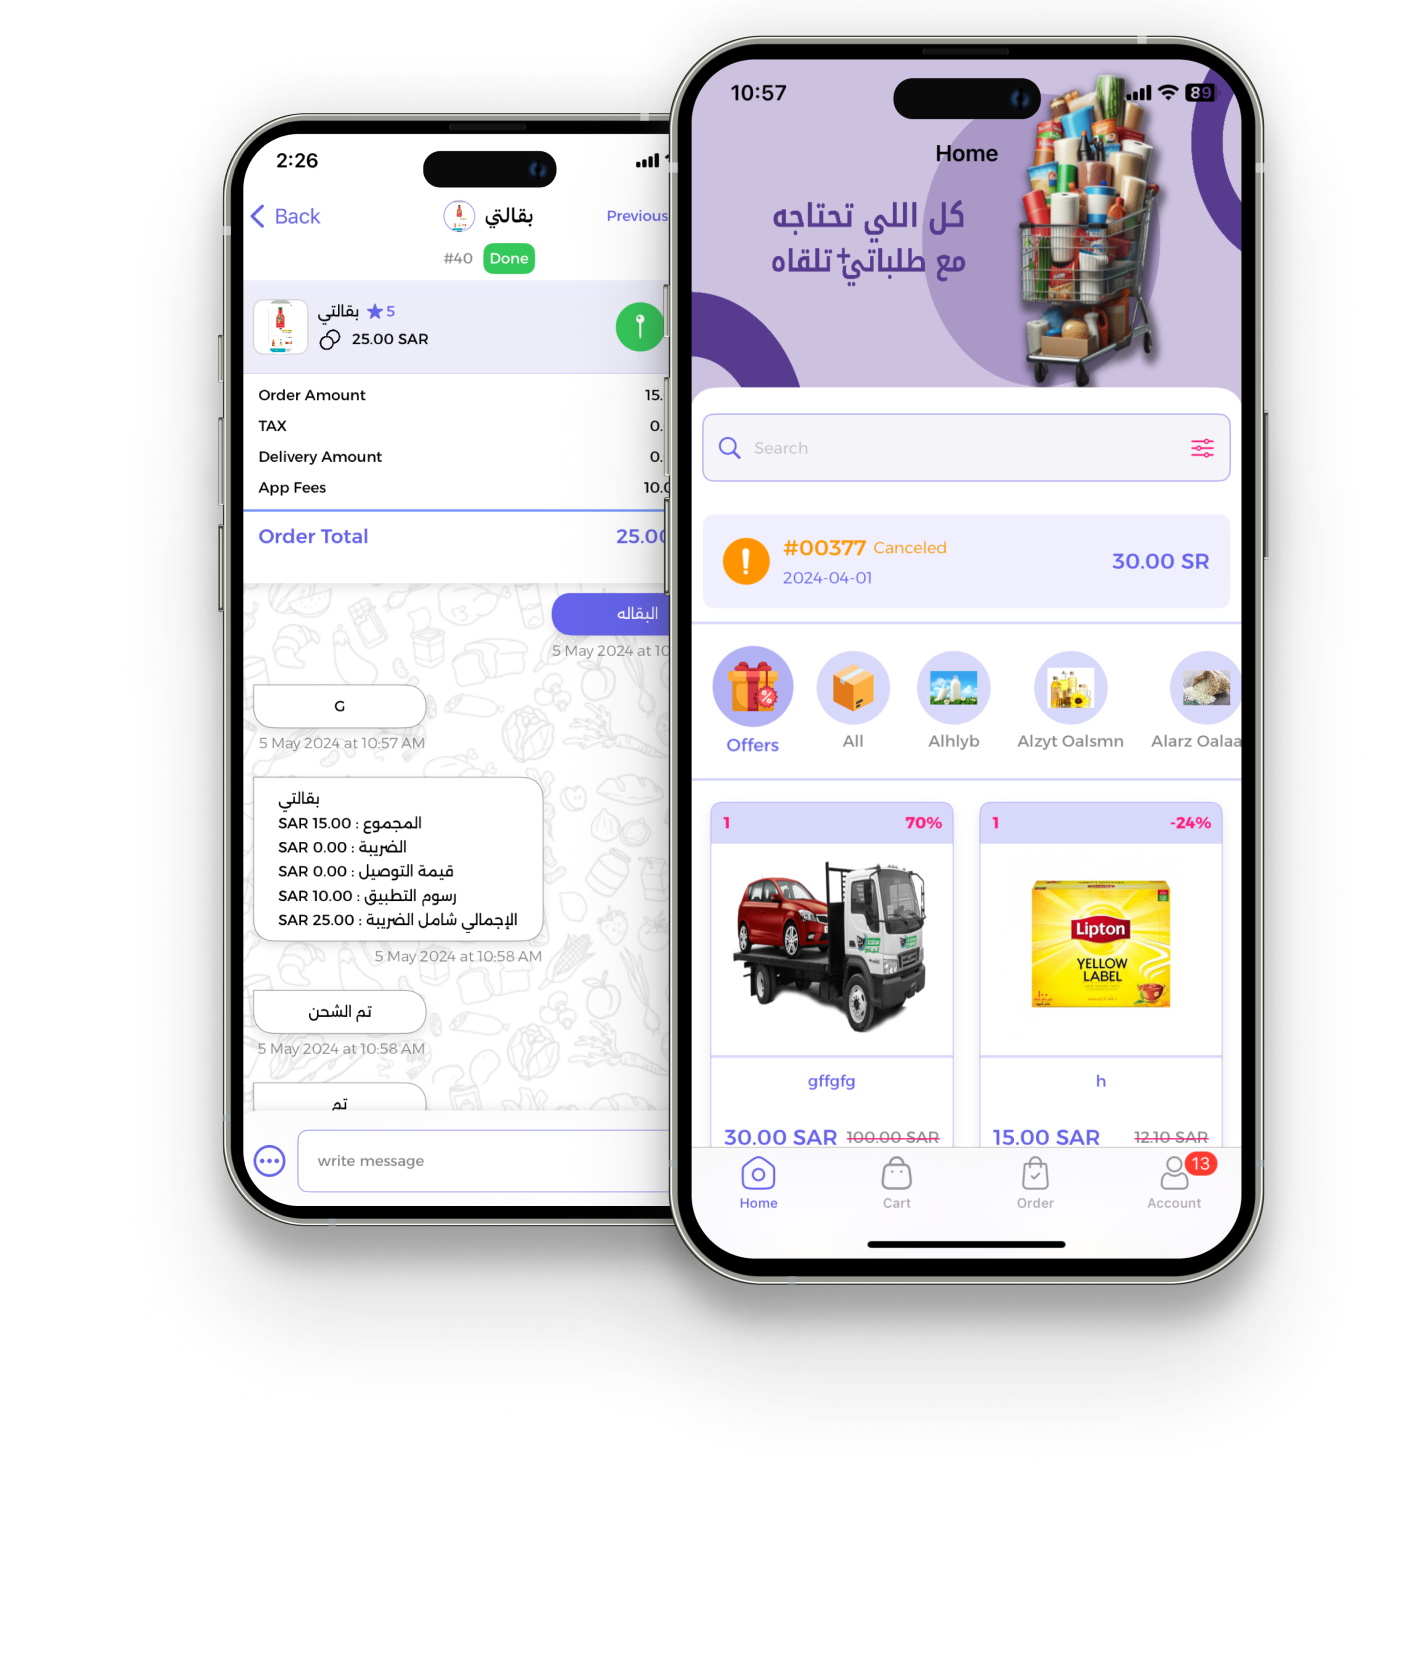 2:26
Back
بقالتي
Previous
#40
Done
بقالتي
5
25.00 SAR
Order Amount
15.
TAX
0.
Delivery Amount
0.
App Fees
10.0
Order Total
25.00
البقاله
5 May 2024 at 10
G
5 May 2024 at 10:57 AM
بقالتي
المجموع : 15.00 SAR
الضريبة : 0.00 SAR
قيمة التوصيل : 0.00 SAR
رسوم التطبيق : 10.00 SAR
الإجمالي شامل الضريبة : 25.00 SAR
5 May 2024 at 10:58 AM
تم الشحن
5 May 2024 at 10:58 AM
تم
write message
10:57
89
Home
كل اللي تحتاجه
مع طلباتي+ تلقاه
Search
#00377 Canceled
2024-04-01
30.00 SR
Offers
All
Alhlyb
Alzyt Oalsmn
Alarz Oalaa
1
70%
gffgfg
30.00 SAR
100.00 SAR
1
-24%
Lipton
YELLOW
LABEL
h
15.00 SAR
12.10 SAR
Home
Cart
Order
Account
13